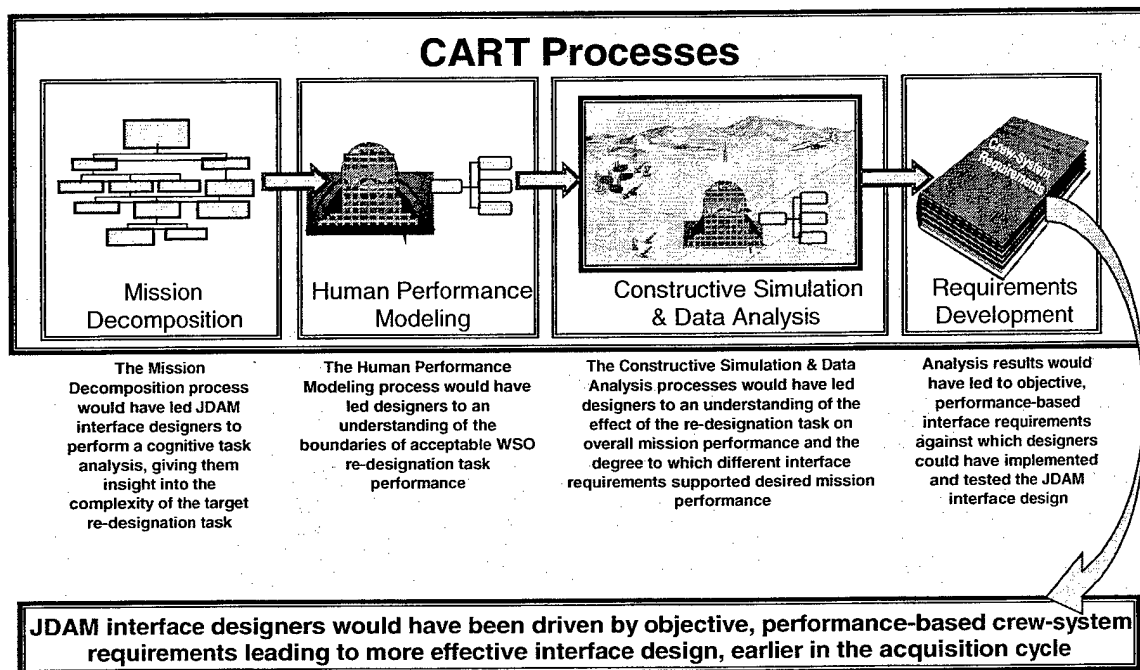 CART Processes
Mission
Decomposition
Human Performance
Modeling
Constructive Simulation
& Data Analysis
Crew-System
Requirements
Requirements
Development
The Mission
Decomposition process
would have led JDAM
interface designers to
perform a cognitive task
analysis, giving them
insight into the
complexity of the target
re-designation task
The Human Performance
Modeling process would have
led designers to an
understanding of the
boundaries of acceptable WSO
re-designation task
performance
The Constructive Simulation & Data
Analysis processes would have led
designers to an understanding of the
effect of the re-designation task on
overall mission performance and the
degree to which different interface
requirements supported desired mission
performance
Analysis results would
have led to objective,
performance-based
interface requirements
against which designers
could have implemented
and tested the JDAM
interface design
JDAM interface designers would have been driven by objective, performance-based crew-system
requirements leading to more effective interface design, earlier in the acquisition cycle